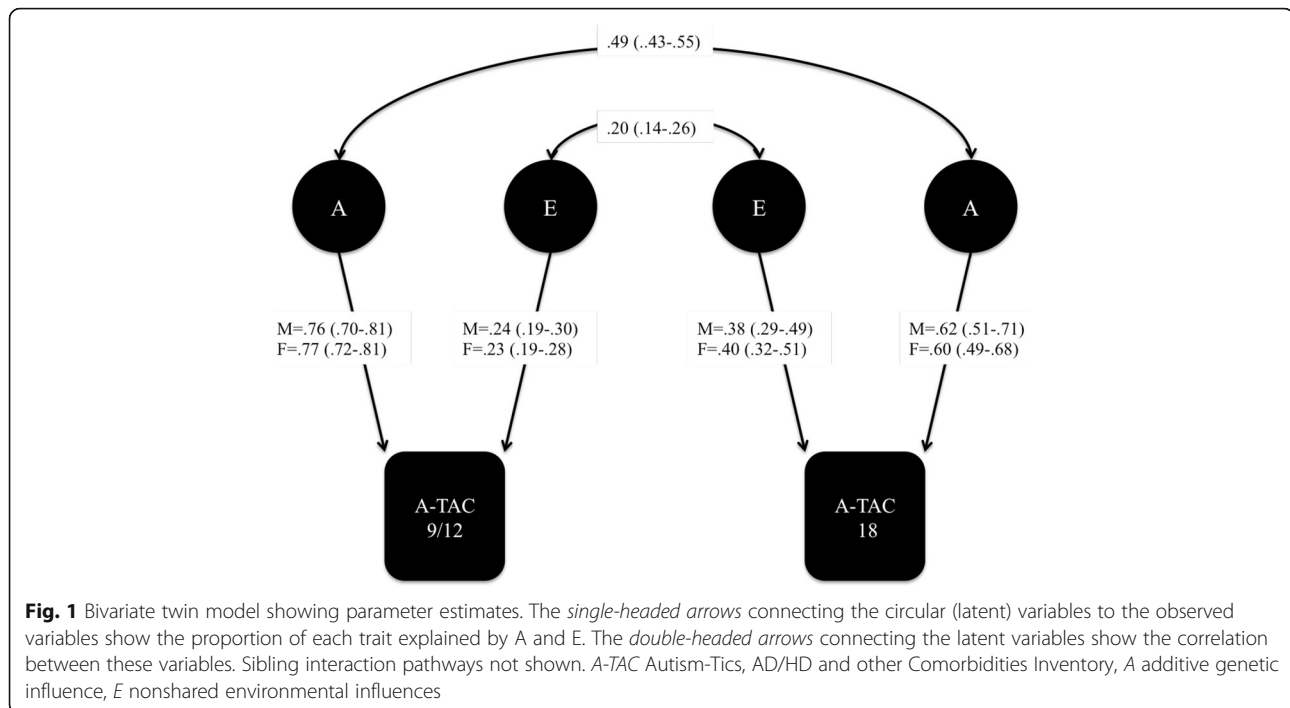 .49 (..43-.55)
.20 (.14-.26)
A
E
E
A
M=.76 (.70-.81)
F=.77 (.72-.81)
M=.24 (.19-.30)
F=.23 (.19-.28)
M=.38 (.29-.49)
F=.40 (.32-.51)
M=.62 (.51-.71)
F=.60 (.49-.68)
A-TAC
9/12
A-TAC
18
Fig. 1 Bivariate twin model showing parameter estimates. The single-headed arrows connecting the circular (latent) variables to the observed
variables show the proportion of each trait explained by A and E. The double-headed arrows connecting the latent variables show the correlation
between these variables. Sibling interaction pathways not shown. A-TAC Autism-Tics, AD/HD and other Comorbidities Inventory, A additive genetic
influence, E nonshared environmental influences